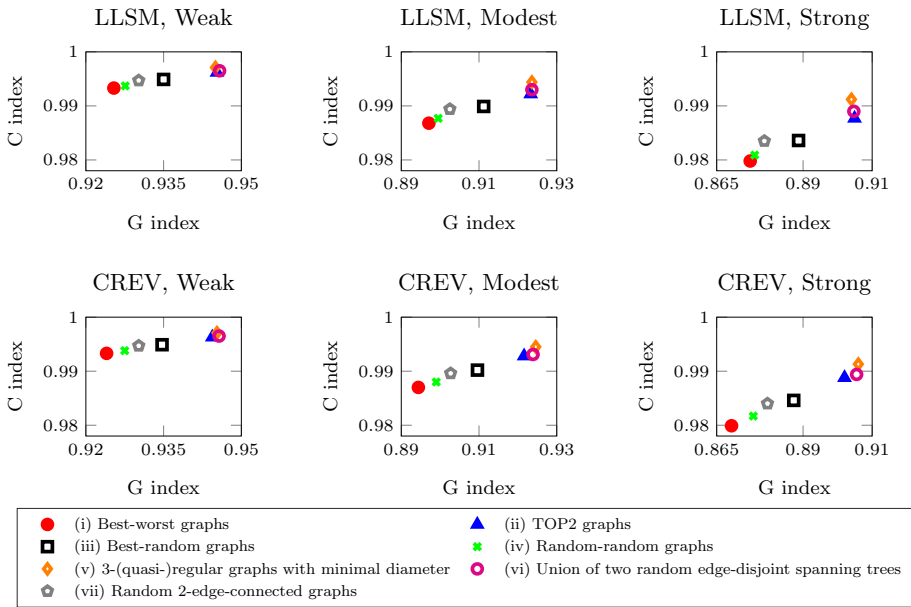 LLSM, Weak
LLSM, Modest
LLSM, Strong
1
0.99
0.98
C index
0.92
0.935
0.95
G index
1
0.99
0.98
C index
0.89
0.91
0.93
G index
1
0.99
0.98
C index
0.865
0.89
0.91
G index
CREV, Weak
CREV, Modest
CREV, Strong
1
0.99
0.98
C index
0.92
0.935
0.95
G index
1
0.99
0.98
C index
0.89
0.91
0.93
G index
1
0.99
0.98
C index
0.865
0.89
0.91
G index
(i) Best-worst graphs
(ii) TOP2 graphs
(iii) Best-random graphs
(iv) Random-random graphs
(v) 3-(quasi-)regular graphs with minimal diameter
(vi) Union of two random edge-disjoint spanning trees
(vii) Random 2-edge-connected graphs